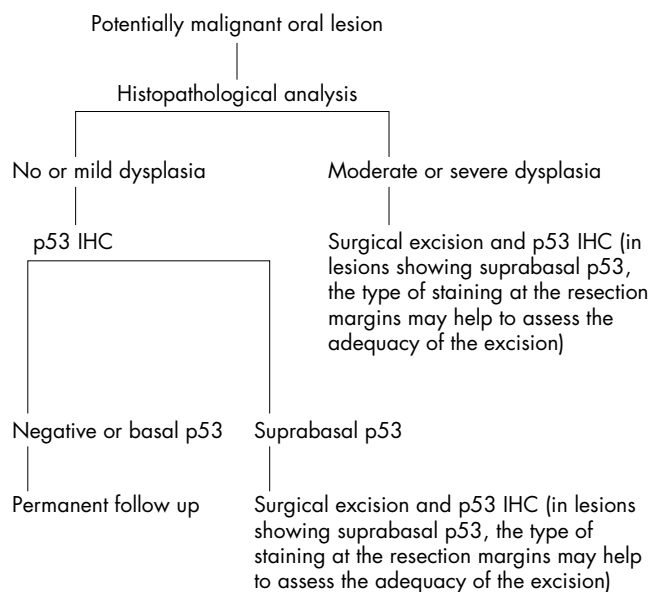 Potentially malignant oral lesion
Histopathological analysis
No or mild dysplasia
Moderate or severe dysplasia
p53 IHC
Surgical excision and p53 IHC (in
lesions showing suprabasal p53,
the type of staining at the resection
margins may help to assess the
adequacy of the excision)
Negative or basal p53
Suprabasal p53
Permanent follow up
Surgical excision and p53 IHC (in lesions
showing suprabasal p53, the type of
staining at the resection margins may help
to assess the adequacy of the excision)